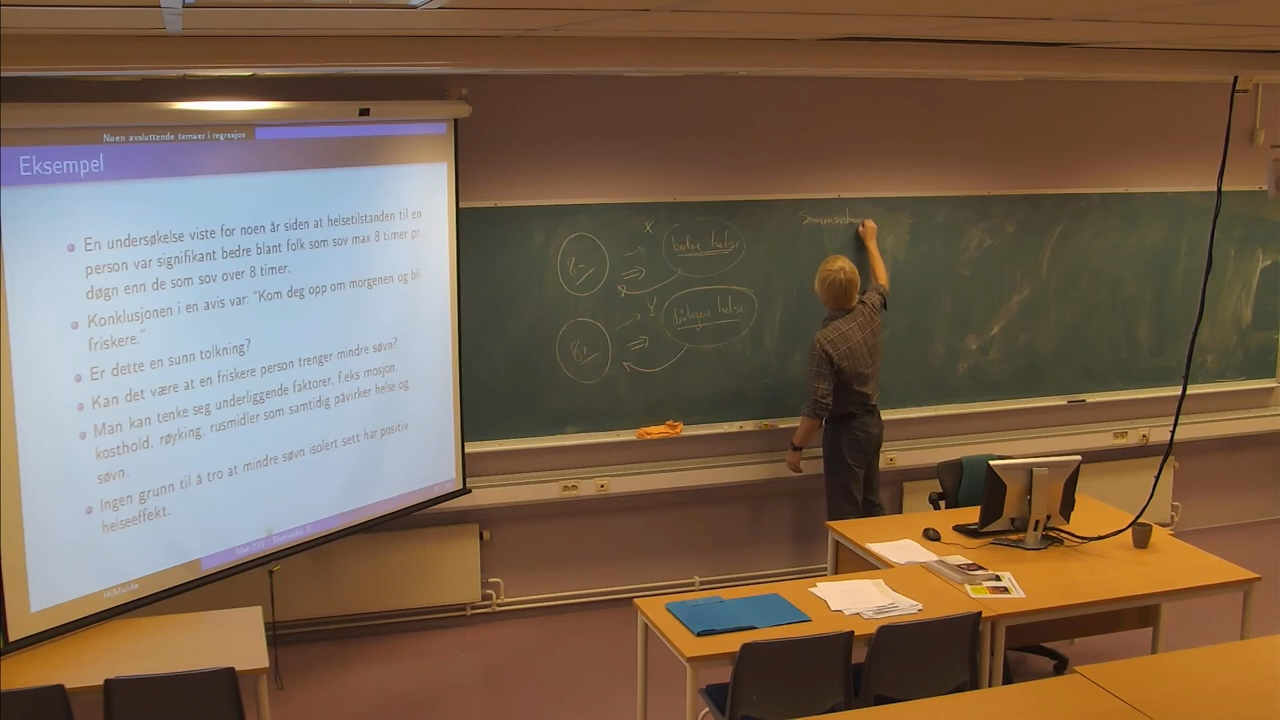 Noen avsluttende temaer i regresjon
Eksempel
En undersøkelse viste for noen år siden at helsetilstanden til en
person var signifikant bedre blant folk som sov max 8 timer pr.
døgn enn de som sov over 8 timer.
Konklusjonen i en avis var: "Kom deg opp om morgenen og bli
friskere."
Er dette en sunn tolkning?
Kan det være at en friskere person trenger mindre søvn?
Man kan tenke seg underliggende faktorer, f.eks mosjon,
kosthold, røyking, rusmidler som samtidig påvirker helse og
søvn.
Ingen grunn til å tro at mindre søvn isolert sett har positiv
helseeffekt.
HiMolde
X
8-
bedre helse
Y
8+
dårligere helse